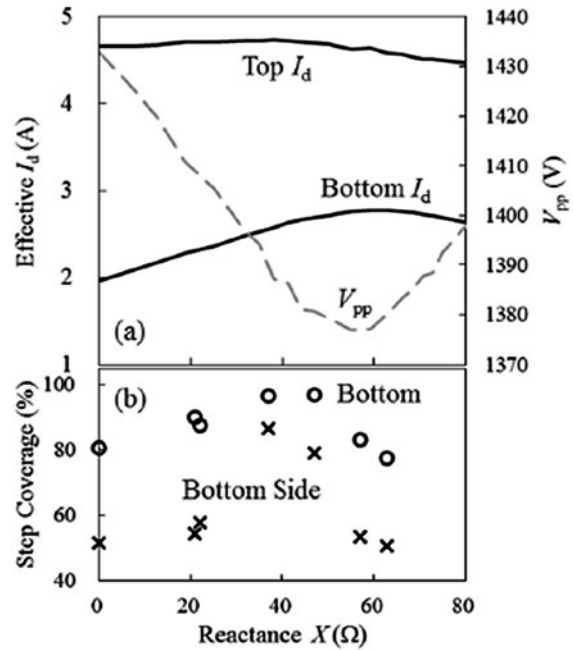 5
4
3
2
1
Effective I_d (A)
1440
1430
1420
1410
1400
1390
1380
1370
V_pp (V)
Top I_d
Bottom I_d
V_pp
(a)
100
80
60
40
Step Coverage (%)
(b)
Bottom
Bottom Side
0 20 40 60 80
Reactance X(Ω)